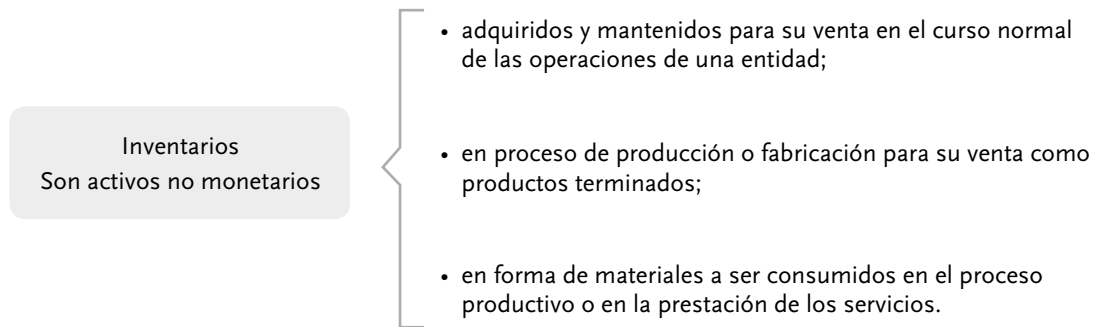 Inventarios
Son activos no monetarios
• adquiridos y mantenidos para su venta en el curso normal
de las operaciones de una entidad;
• en proceso de producción o fabricación para su venta como
productos terminados;
• en forma de materiales a ser consumidos en el proceso
productivo o en la prestación de los servicios.